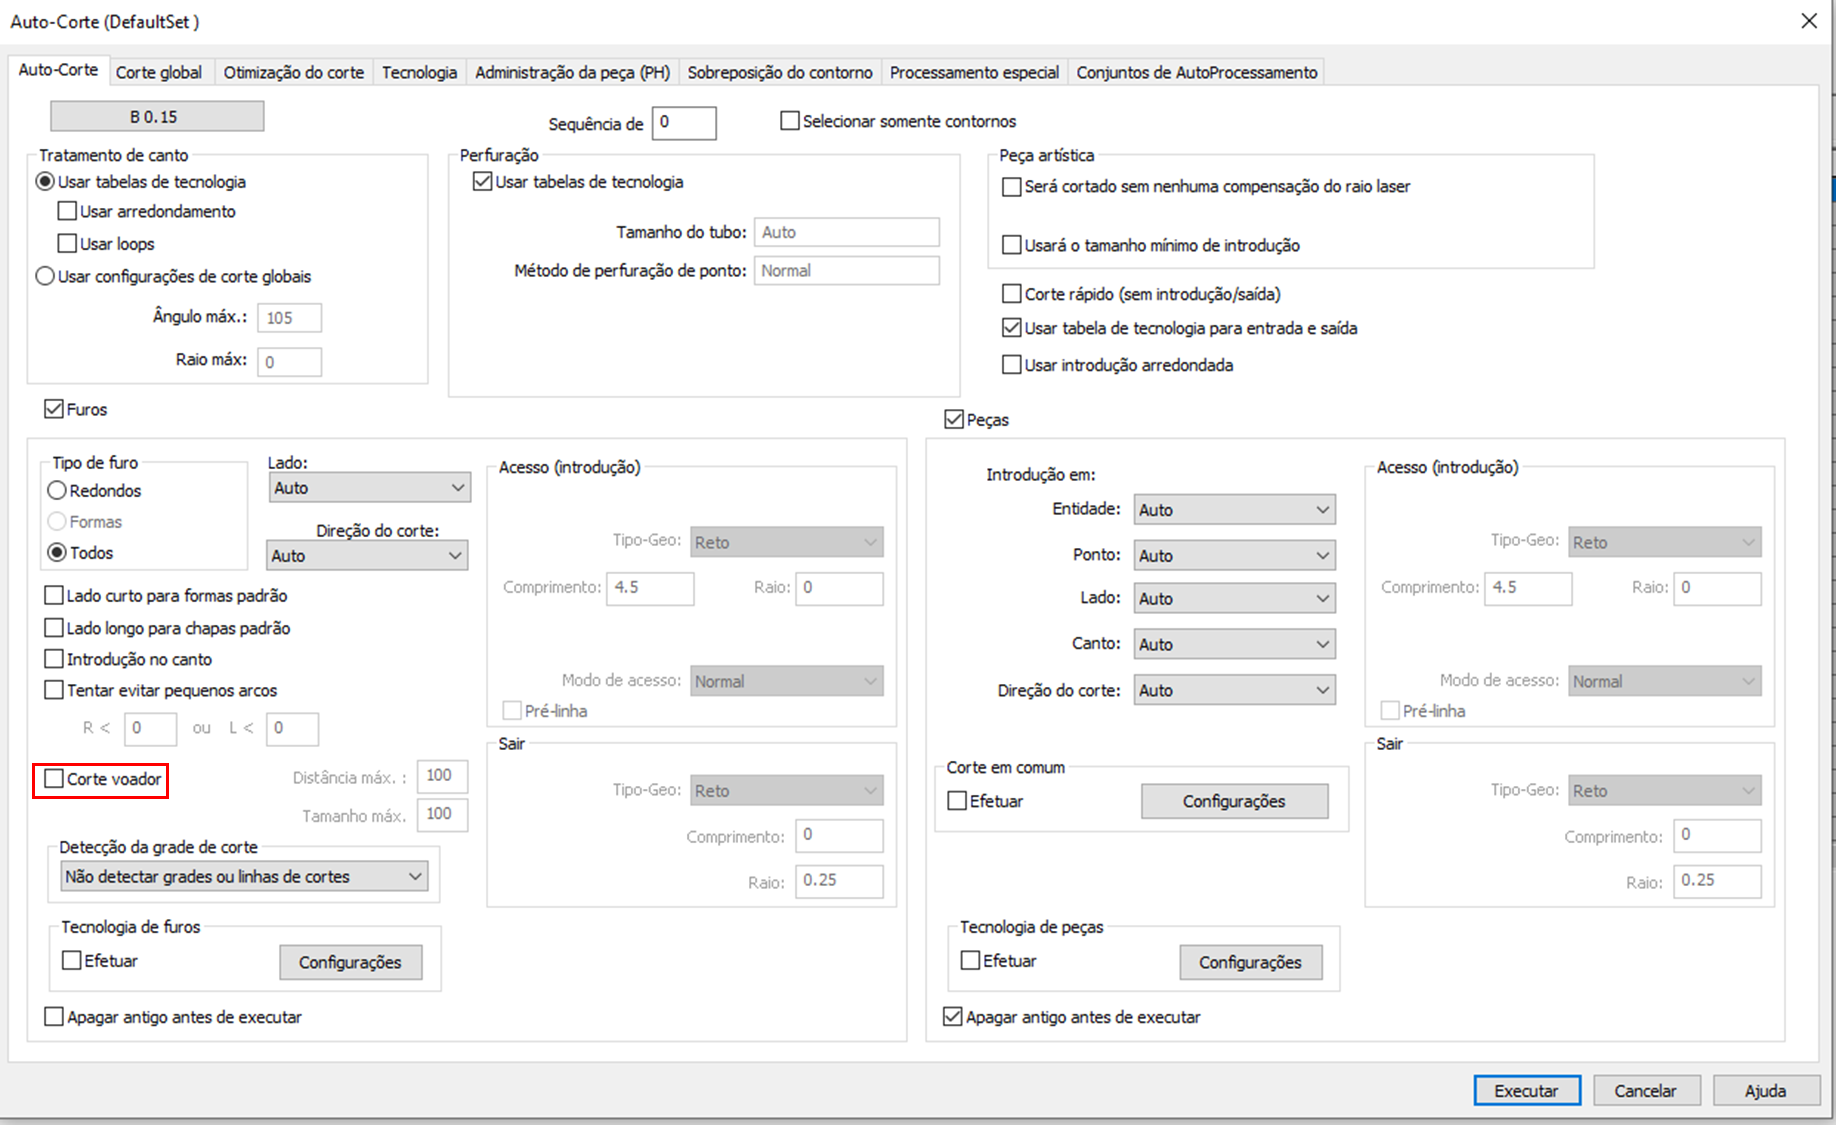 Auto-Corte (DefaultSet )
Auto-Corte Corte global Otimização do corte Tecnologia Administração da peça (PH) Sobreposição do contorno Processamento especial Conjuntos de AutoProcessamento
B 0.15
Sequência de 0
Selecionar somente contornos
Tratamento de canto
Usar tabelas de tecnologia
Usar arredondamento
Usar loops
Usar configurações de corte globais
Ângulo máx.: 105
Raio máx: 0
Perfuração
Usar tabelas de tecnologia
Tamanho do tubo: Auto
Método de perfuração de ponto: Normal
Peça artística
Será cortado sem nenhuma compensação do raio laser
Usará o tamanho mínimo de introdução
Corte rápido (sem introdução/saída)
Usar tabela de tecnologia para entrada e saída
Usar introdução arredondada
Furos
Tipo de furo
Redondos
Formas
Todos
Lado:
Auto
Direção do corte:
Auto
Lado curto para formas padrão
Lado longo para chapas padrão
Introdução no canto
Tentar evitar pequenos arcos
R < 0 ou L < 0
Corte voador
Distância máx. : 100
Tamanho máx. 100
Detecção da grade de corte
Não detectar grades ou linhas de cortes
Tecnologia de furos
Efetuar Configurações
Apagar antigo antes de executar
Acesso (introdução)
Tipo-Geo: Reto
Comprimento: 4.5 Raio: 0
Modo de acesso: Normal
Pré-linha
Sair
Tipo-Geo: Reto
Comprimento: 0
Raio: 0.25
Peças
Introdução em:
Entidade: Auto
Ponto: Auto
Lado: Auto
Canto: Auto
Direção do corte: Auto
Corte em comum
Efetuar Configurações
Tecnologia de peças
Efetuar Configurações
Apagar antigo antes de executar
Acesso (introdução)
Tipo-Geo: Reto
Comprimento: 4.5 Raio: 0
Modo de acesso: Normal
Pré-linha
Sair
Tipo-Geo: Reto
Comprimento: 0
Raio: 0.25
Executar Cancelar Ajuda